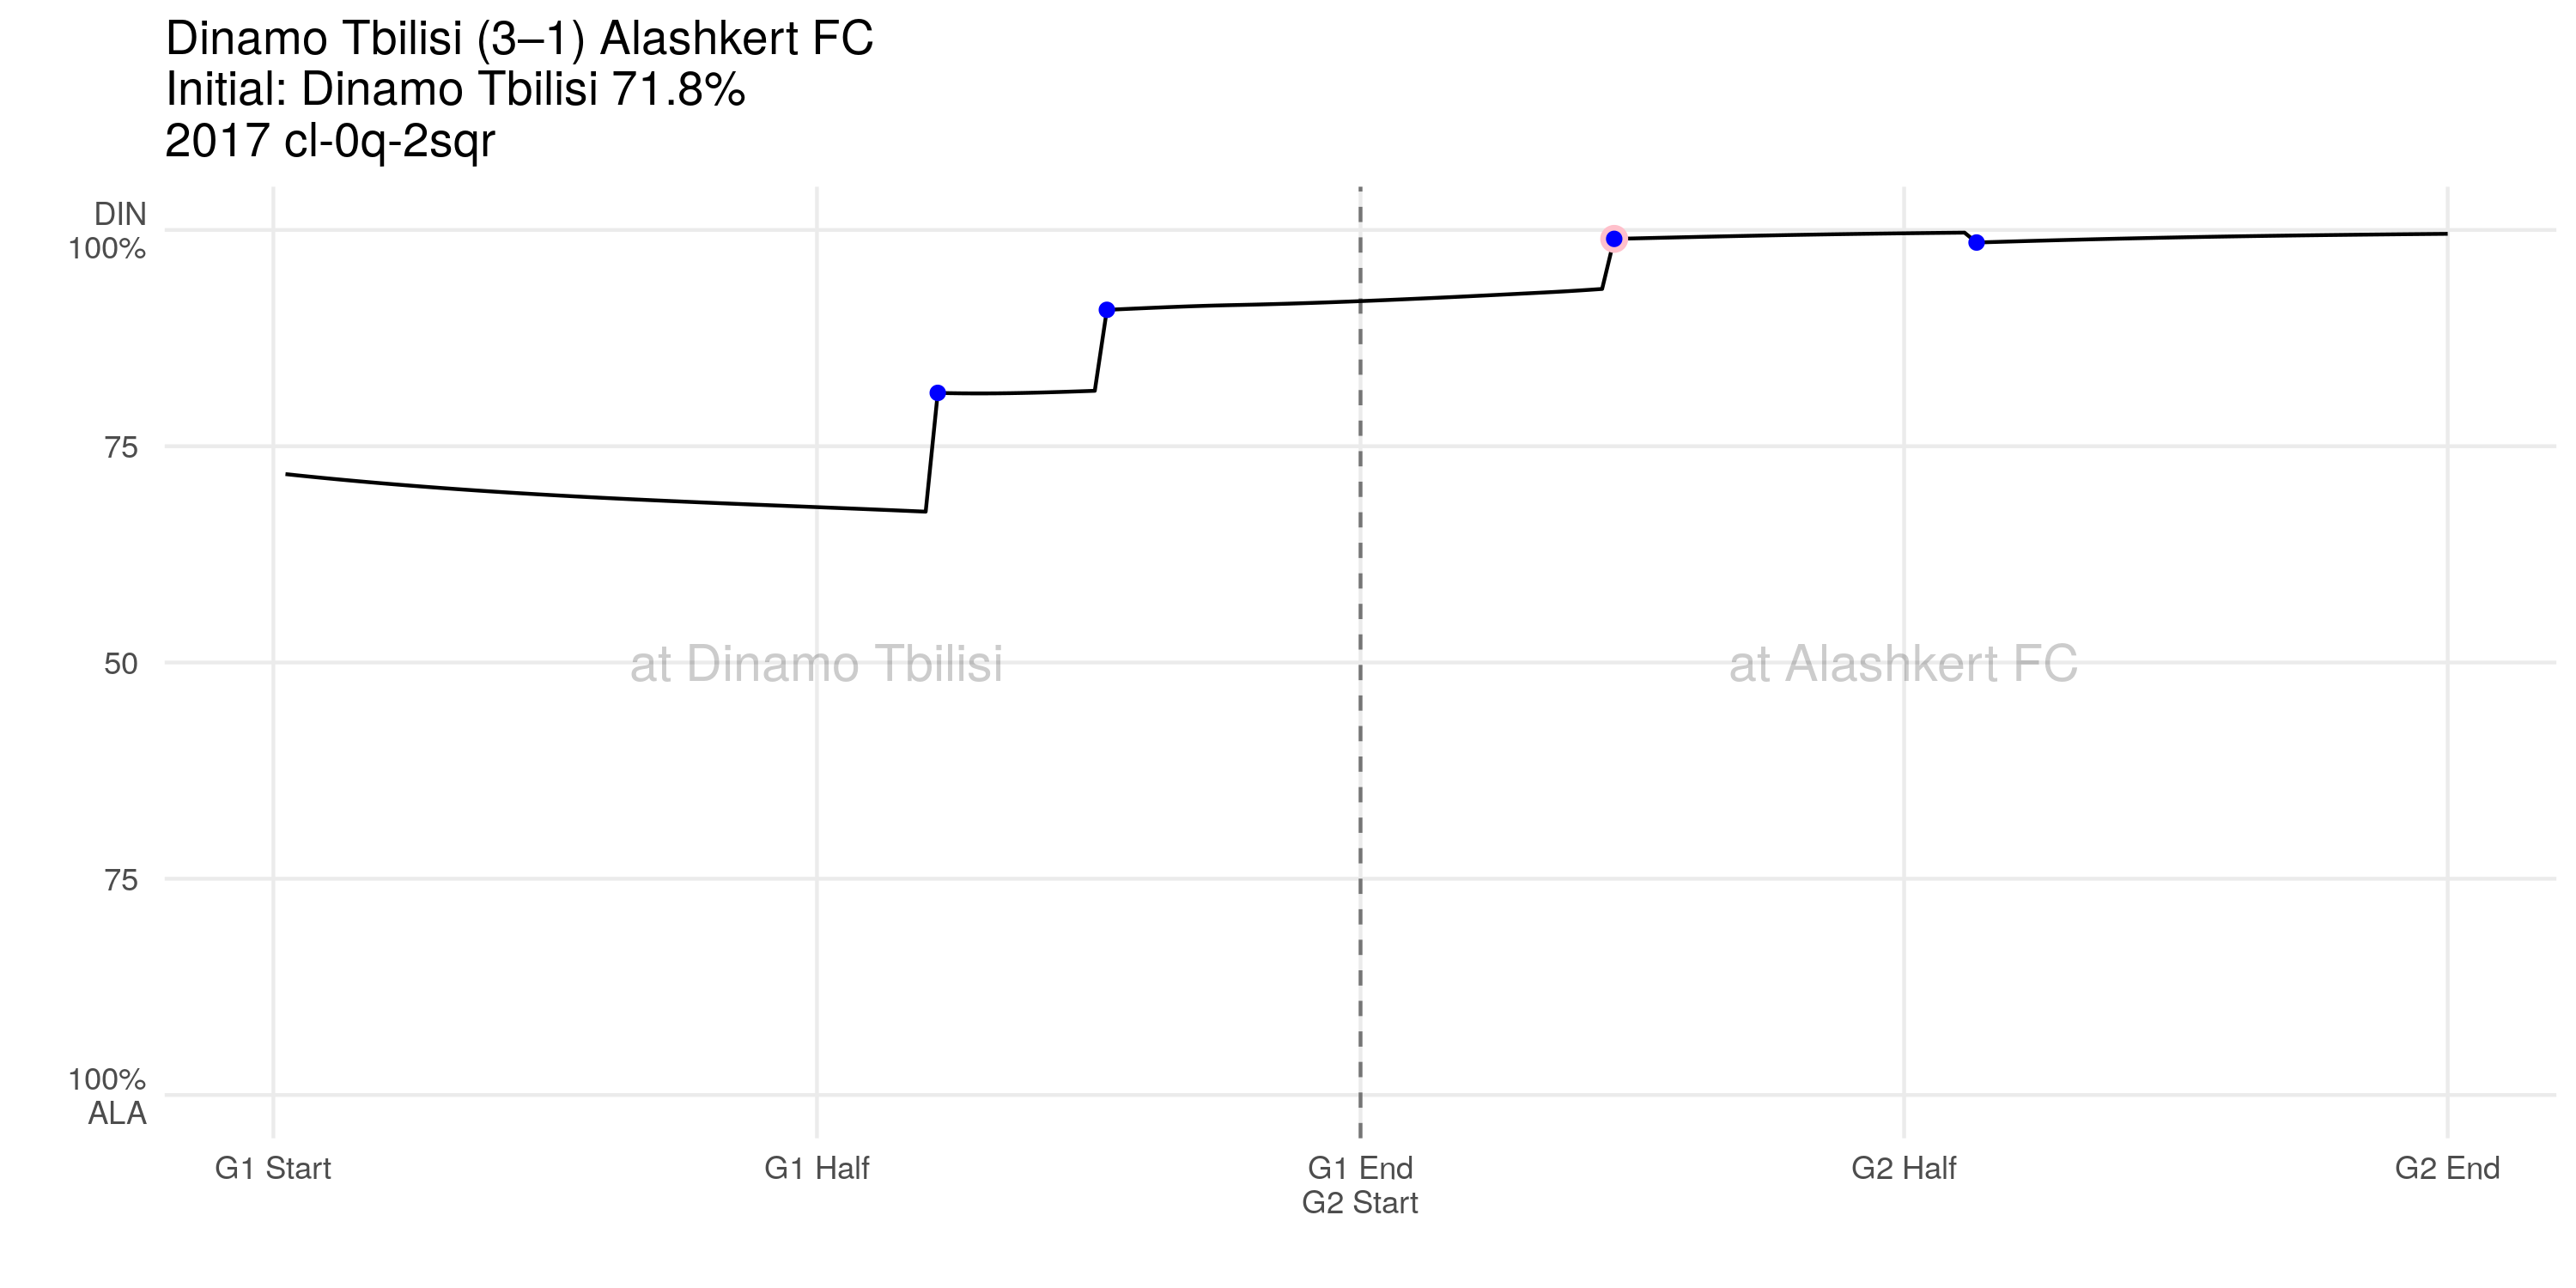 Dinamo Tbilisi (3–1) Alashkert FC
Initial: Dinamo Tbilisi 71.8%
2017 cl-0q-2sqr
DIN
100%
75
50
75
100%
ALA
at Dinamo Tbilisi
at Alashkert FC
G1 Start
G1 Half
G1 End
G2 Start
G2 Half
G2 End